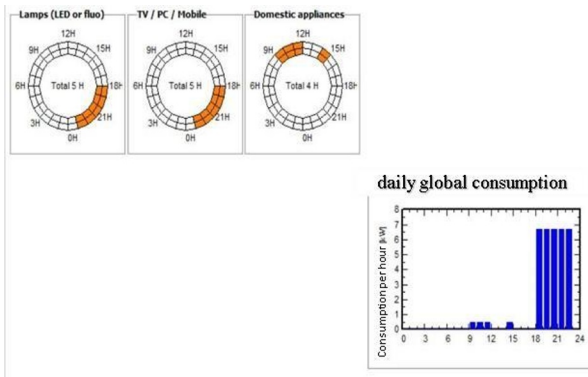 Lamps (LED or fluo)
12H
9H
15H
6H
Total 5 H
18H
3H
21H
0H
TV / PC / Mobile
12H
9H
15H
6H
Total 5 H
18H
3H
21H
0H
Domestic appliances
12H
9H
15H
6H
Total 4 H
18H
3H
21H
0H
daily global consumption
Consumption per hour [kW]
8
7
6
5
4
3
2
1
0
0 3 6 9 12 15 18 21 24